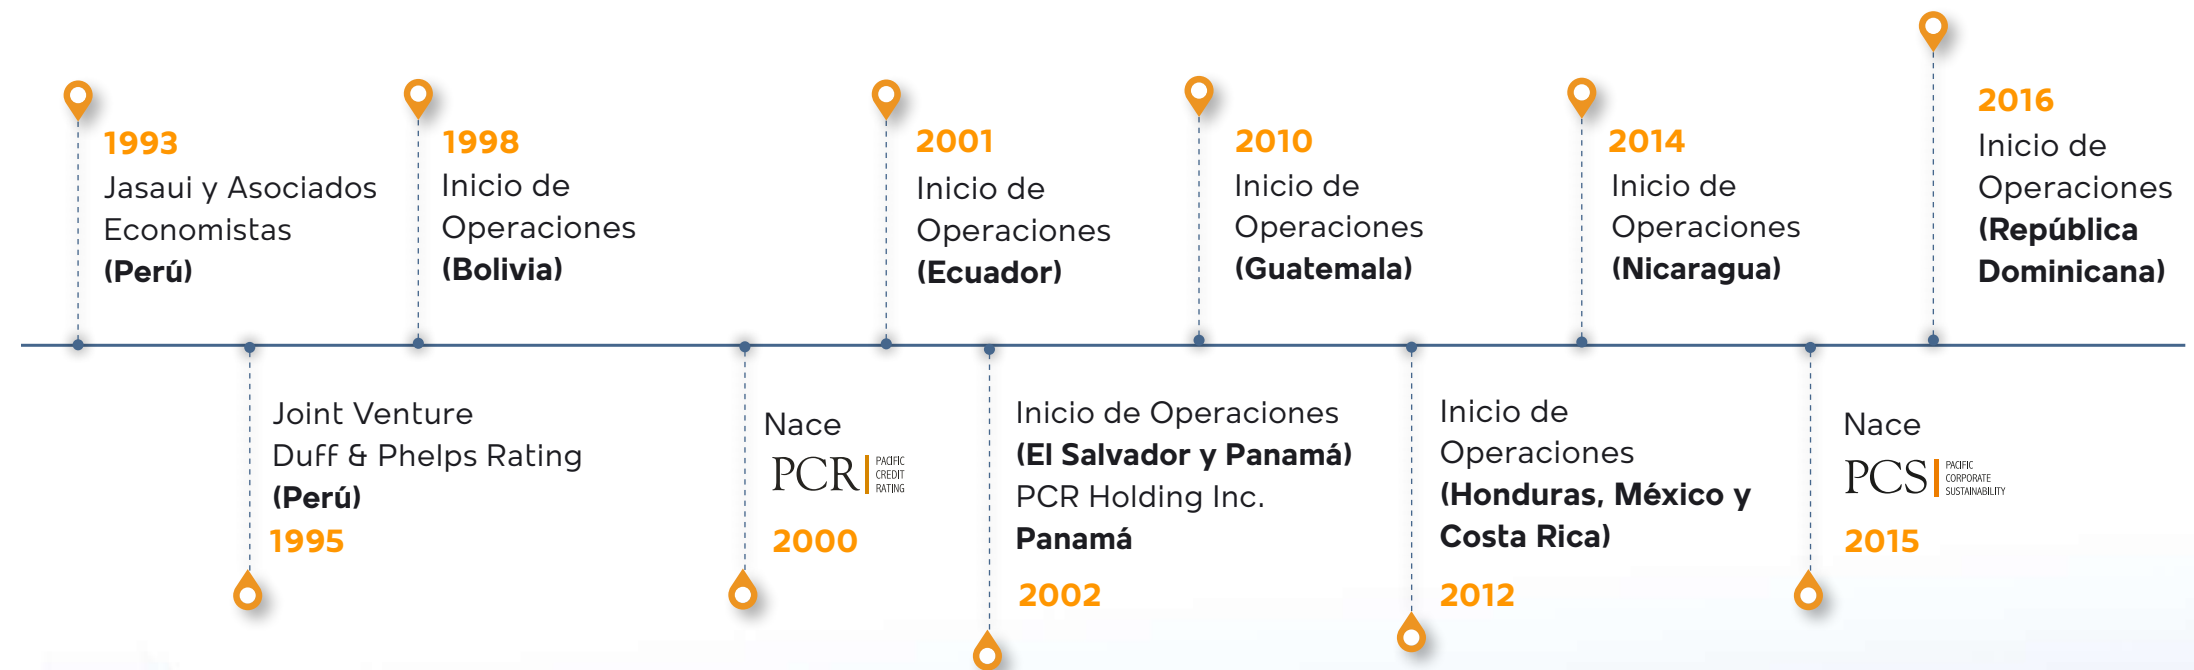 1993
Jasaui y Asociados
Economistas
(Perú)
Joint Venture
Duff & Phelps Rating
(Perú)
1995
1998
Inicio de
Operaciones
(Bolivia)
Nace
PCR PACIFIC
CREDIT
RATING
2000
2001
Inicio de
Operaciones
(Ecuador)
Inicio de Operaciones
(El Salvador y Panamá)
PCR Holding Inc.
Panamá
2002
2010
Inicio de
Operaciones
(Guatemala)
Inicio de
Operaciones
(Honduras, México y
Costa Rica)
2012
2014
Inicio de
Operaciones
(Nicaragua)
Nace
PCS PACIFIC
CORPORATE
SUSTAINABILITY
2015
2016
Inicio de
Operaciones
(República
Dominicana)